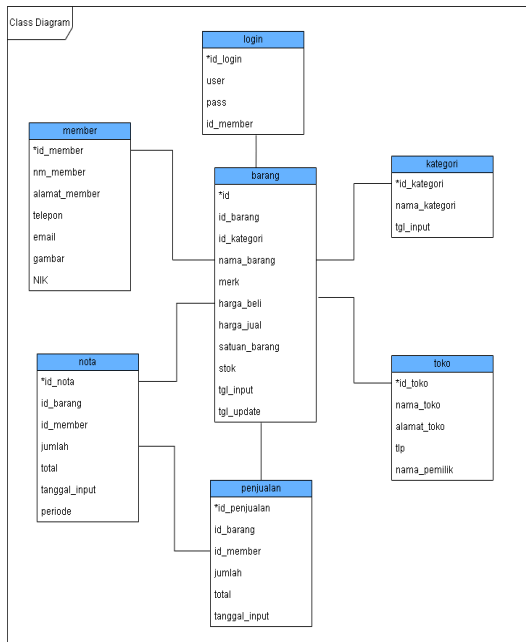 Class Diagram
login
*id_login
user
pass
id_member
member
*id_member
nm_member
alamat_member
telepon
email
gambar
NIK
barang
*id
id_barang
id_kategori
nama_barang
merk
harga_beli
harga_jual
satuan_barang
stok
tgl_input
tgl_update
kategori
*id_kategori
nama_kategori
tgl_input
nota
*id_nota
id_barang
id_member
jumlah
total
tanggal_input
periode
toko
*id_toko
nama_toko
alamat_toko
tlp
nama_pemilik
penjualan
*id_penjualan
id_barang
id_member
jumlah
total
tanggal_input